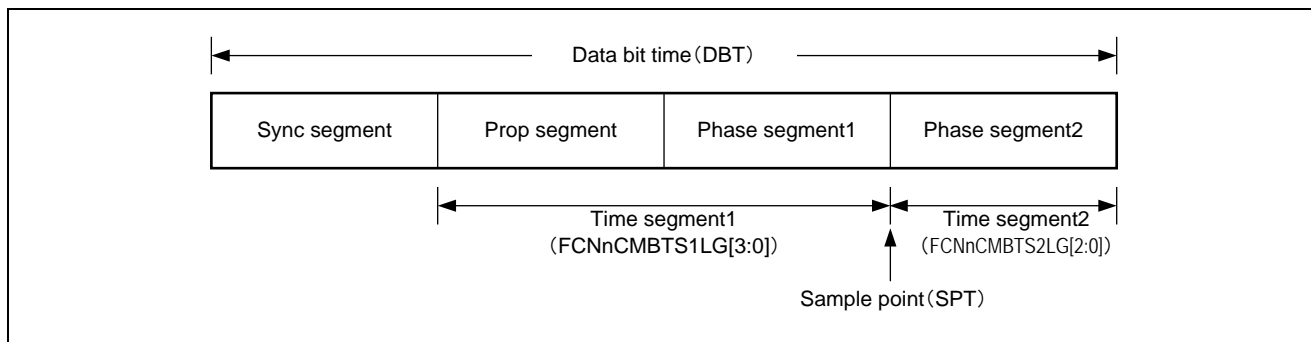 Data bit time（DBT）
Sync segment
Prop segment
Phase segment1
Phase segment2
Time segment1
（FCNnCMBTS1LG[3:0]）
Time segment2
（FCNnCMBTS2LG[2:0]）
Sample point（SPT）